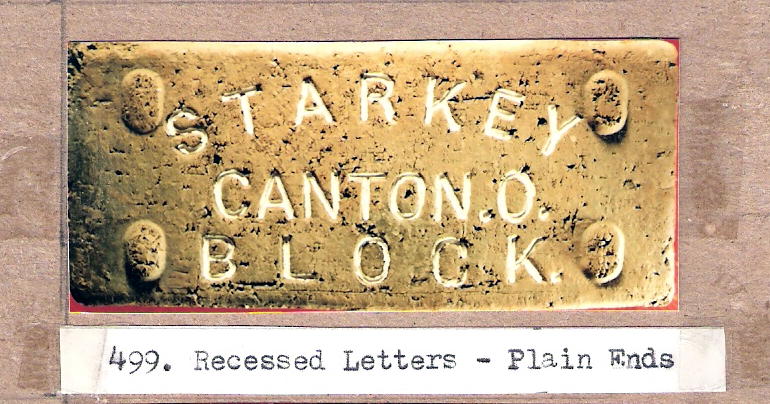 STARKEY
CANTON.O.
BLOCK.
499. Recessed Letters - Plain Ends